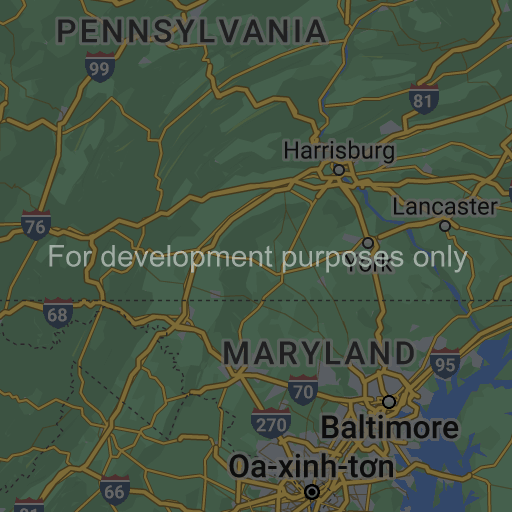 PENNSYLVANIA
99
81
Harrisburg
Lancaster
76
York
For development purposes only
68
MARYLAND
95
70
270
Baltimore
Oa-xinh-tơn
66
81